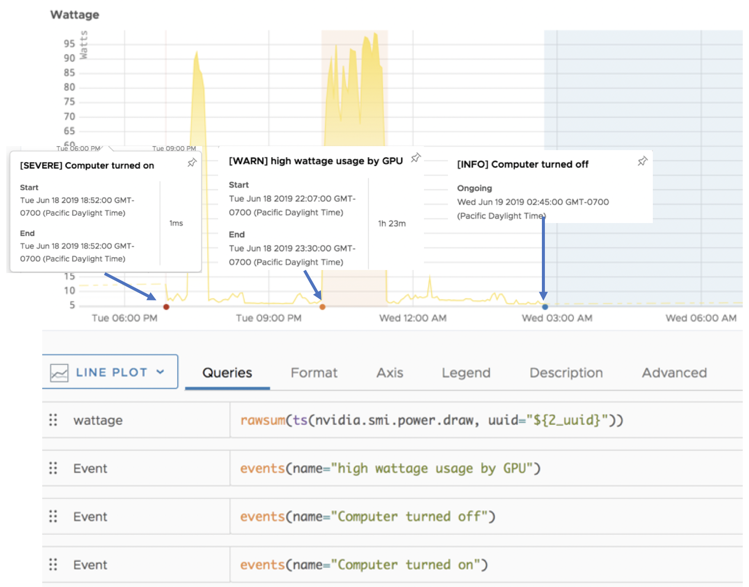 Wattage
Watts
95
90
85
80
75
70
65
60
Tue 06:00 PM
Tue 09:00 PM
[SEVERE] Computer turned on
Start
Tue Jun 18 2019 18:52:00 GMT-
0700 (Pacific Daylight Time)
End
Tue Jun 18 2019 18:52:00 GMT-
0700 (Pacific Daylight Time)
1ms
[WARN] high wattage usage by GPU
Start
Tue Jun 18 2019 22:07:00 GMT-
0700 (Pacific Daylight Time)
End
Tue Jun 18 2019 23:30:00 GMT-
0700 (Pacific Daylight Time)
1h 23m
[INFO] Computer turned off
Ongoing
Wed Jun 19 2019 02:45:00 GMT-0700
(Pacific Daylight Time)
15
10
5
Tue 06:00 PM
Tue 09:00 PM
Wed 12:00 AM
Wed 03:00 AM
Wed 06:00 AM
LINE PLOT
Queries
Format
Axis
Legend
Description
Advanced
wattage
rawsum(ts(nvidia.smi.power.draw, uuid="${2_uuid}"))
Event
events(name="high wattage usage by GPU")
Event
events(name="Computer turned off")
Event
events(name="Computer turned on")